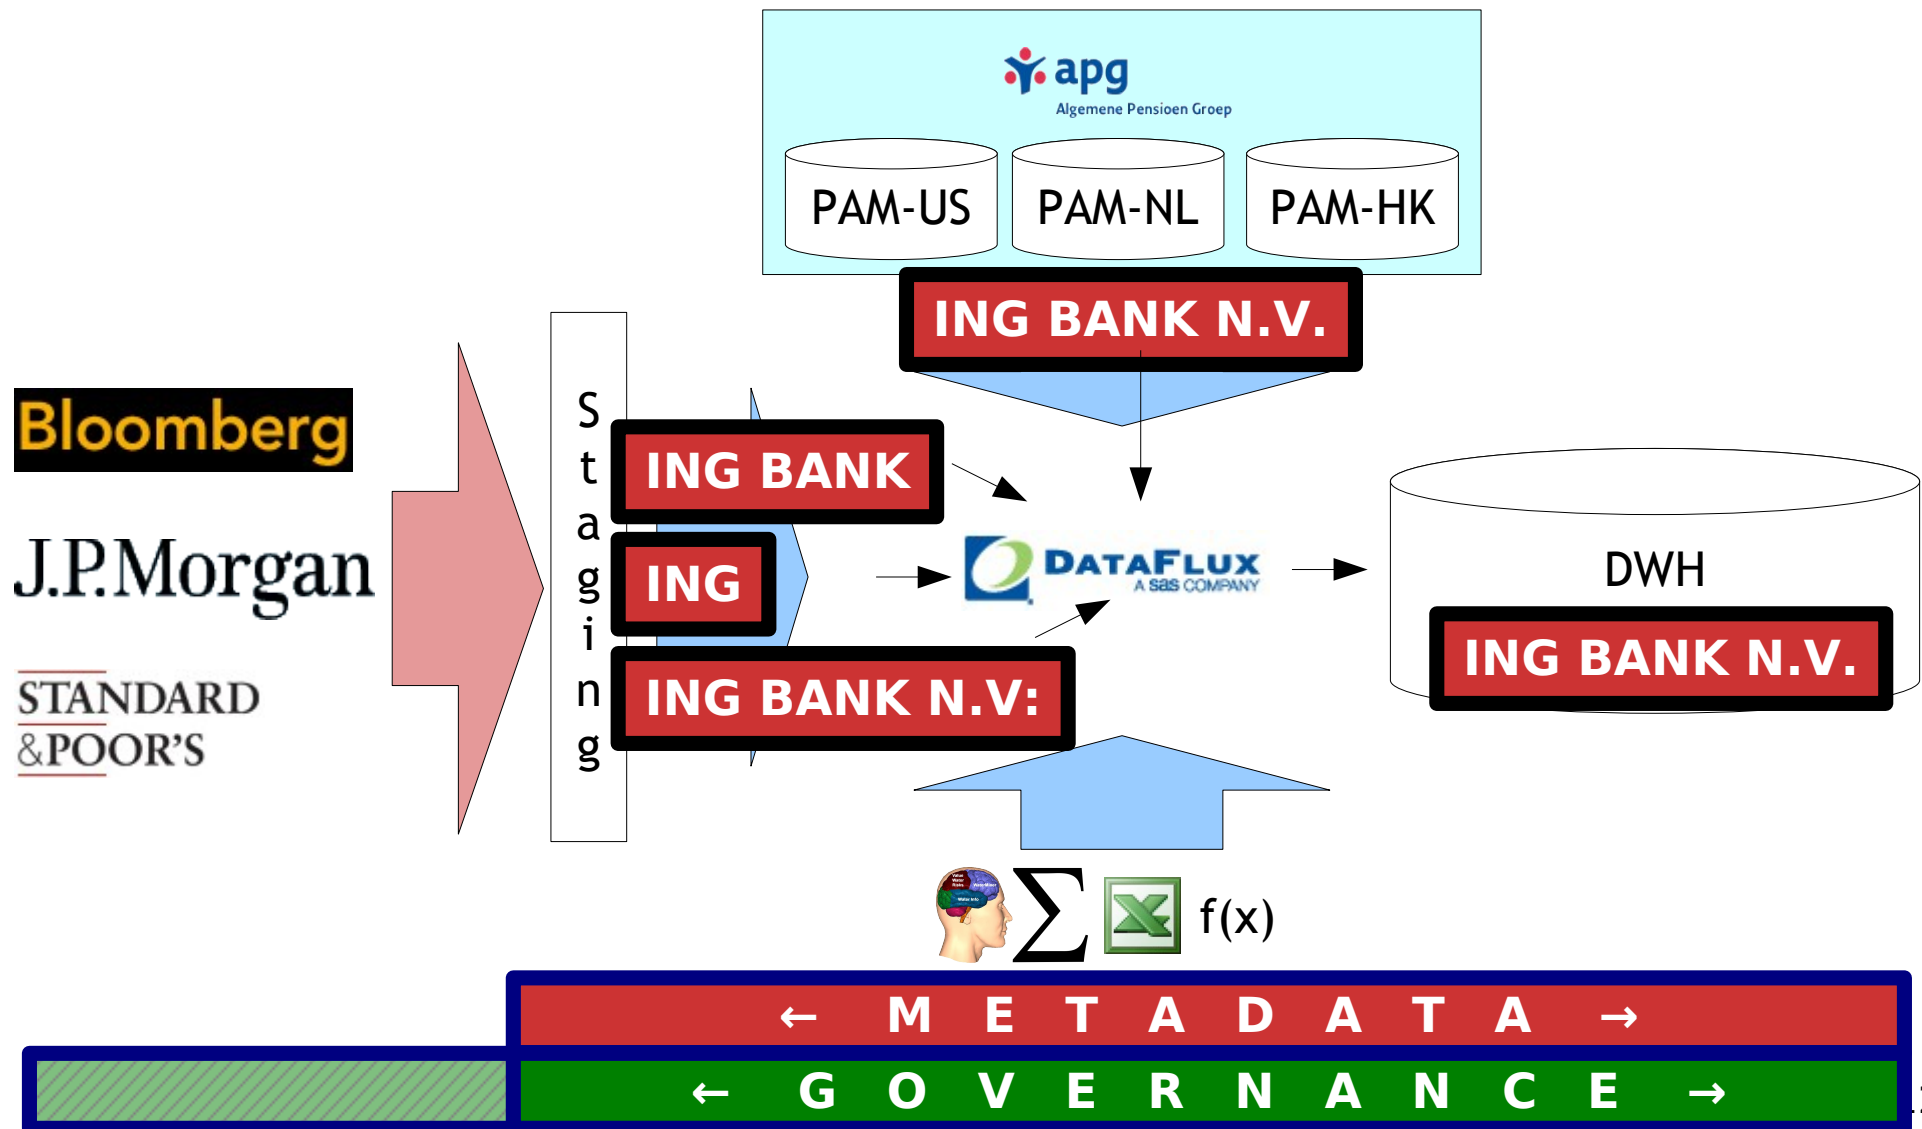 apg
Algemene Pensioen Groep
PAM-US
PAM-NL
PAM-HK
ING BANK N.V.
Bloomberg
J.P.Morgan
STANDARD
&POOR'S
Staging
ING BANK
ING
ING BANK N.V:
DATAFLUX
A sas COMPANY
DWH
ING BANK N.V.
Σ
f(x)
← M E T A D A T A →
← G O V E R N A N C E →